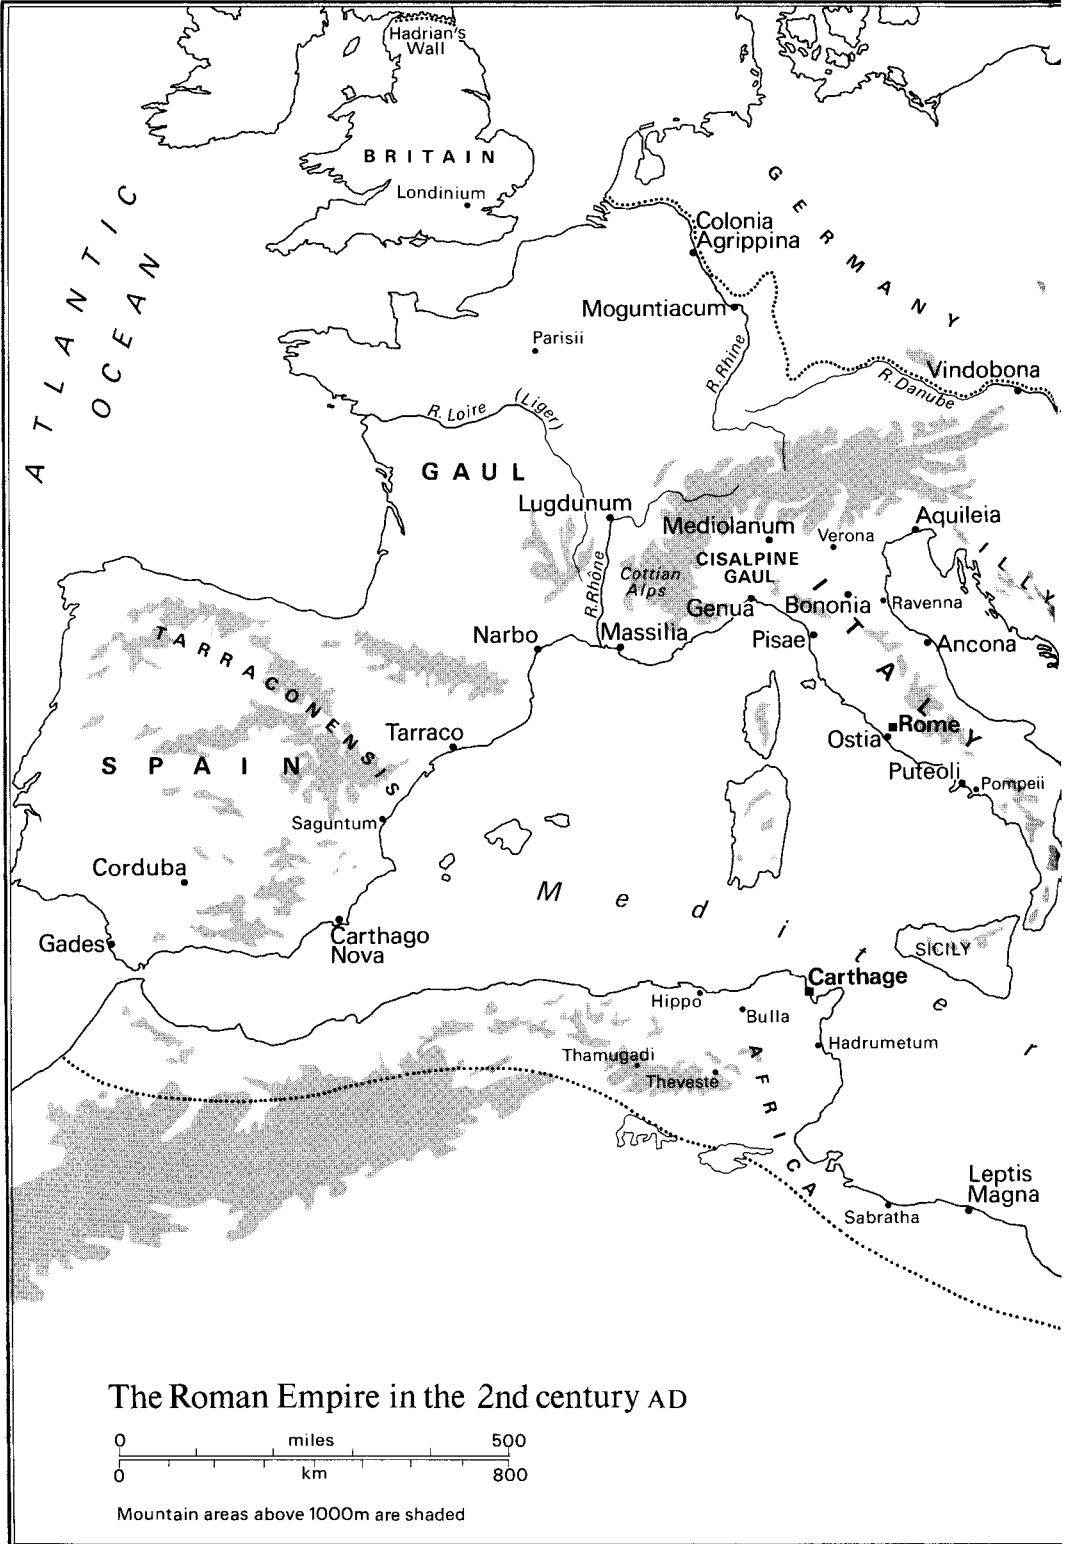 Hadrian's
Wall
BRITAIN
Londinium
ATLANTIC
OCEAN
GERMANY
Colonia
Agrippina
Moguntiacum
Parisii
R. Rhine
Vindobona
R. Danube
R. Loire (Liger)
GAUL
Lugdunum
Mediolanum
Verona
Aquileia
CISALPINE
GAUL
ILLY
Cottian
Alps
R. Rhône
Genua
Bononia
Ravenna
Narbo
Massilia
Pisae
Ancona
ITALY
TARRACONENSIS
Tarraco
Rome
Ostia
SPAIN
Puteoli
Pompeii
Saguntum
Corduba
Mediter
Gades
Carthago
Nova
SICILY
Carthage
Hippo
Bulla
Hadrumetum
Thamugadi
Theveste
AFRICA
Leptis
Magna
Sabratha
The Roman Empire in the 2nd century AD
0 miles 500
0 km 800
Mountain areas above 1000m are shaded